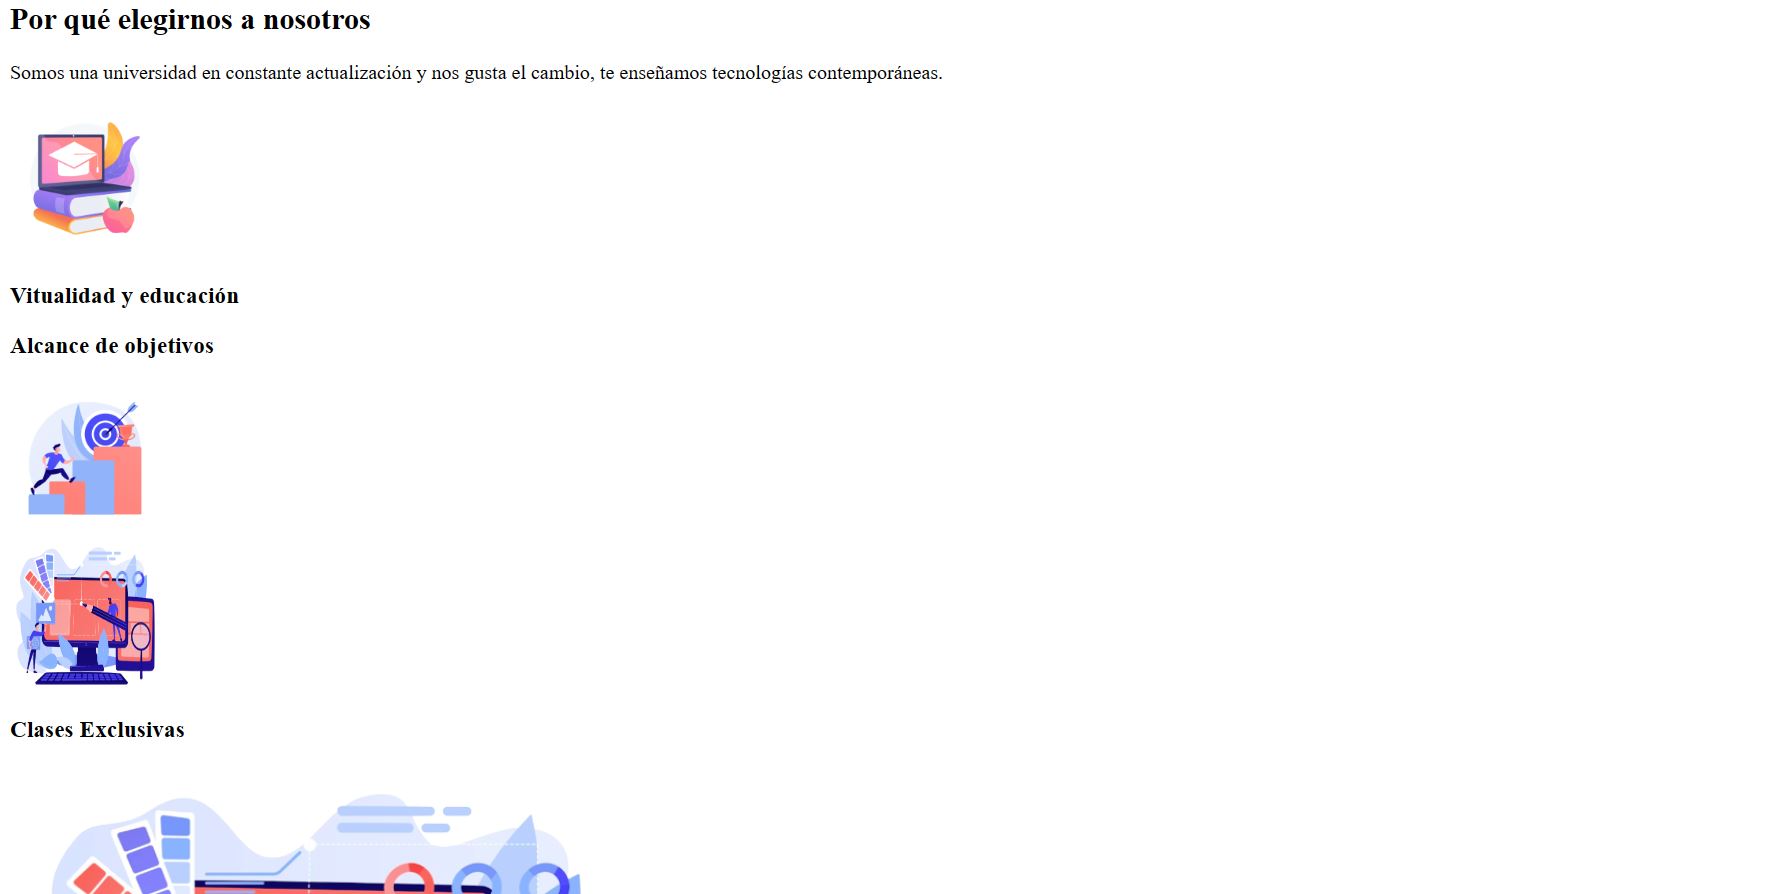 Por qué elegirnos a nosotros
Somos una universidad en constante actualización y nos gusta el cambio, te enseñamos tecnologías contemporáneas.
Vitualidad y educación
Alcance de objetivos
Clases Exclusivas